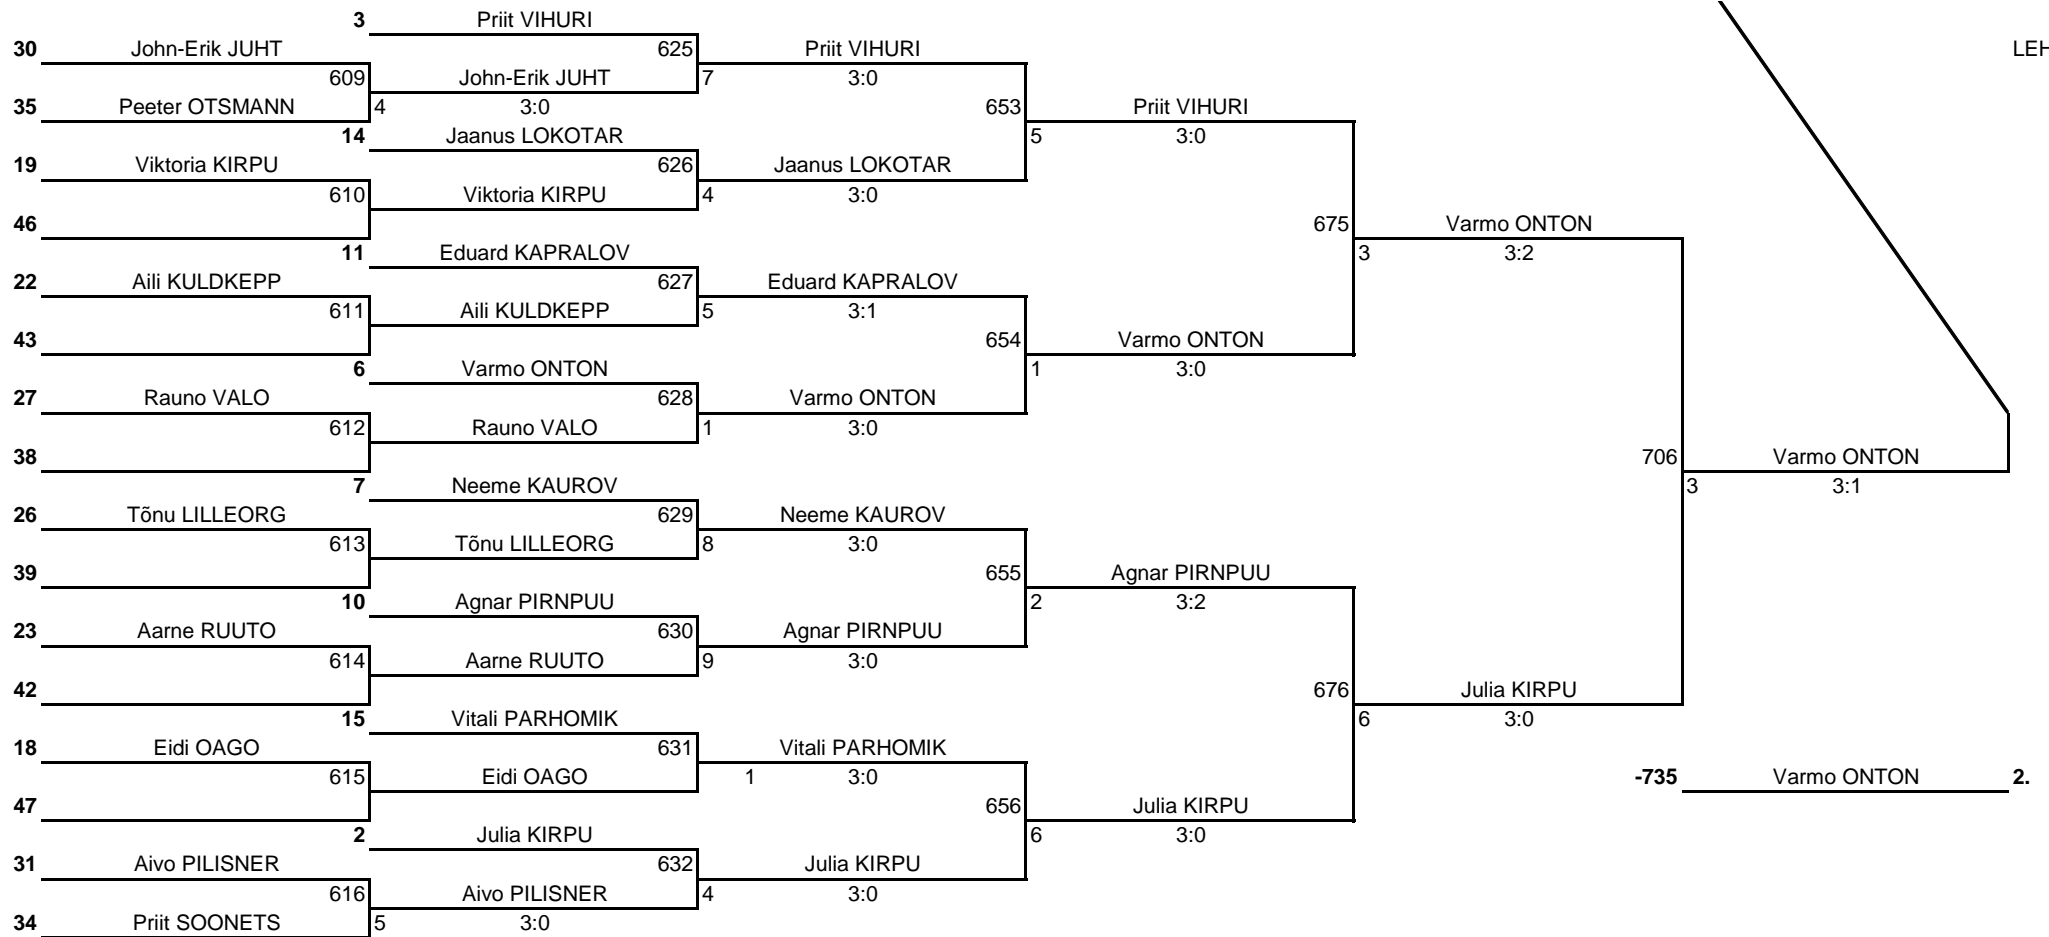 3 Priit VIHURI
30 John-Erik JUHT 625 Priit VIHURI LEH
609 John-Erik JUHT 7 3:0
35 Peeter OTSMANN 4 3:0 653 Priit VIHURI
14 Jaanus LOKOTAR 5 3:0
19 Viktoria KIRPU 626 Jaanus LOKOTAR
610 Viktoria KIRPU 4 3:0
46 675 Varmo ONTON
11 Eduard KAPRALOV 3 3:2
22 Aili KULDKEPP 627 Eduard KAPRALOV
611 Aili KULDKEPP 5 3:1
43 654 Varmo ONTON
6 Varmo ONTON 1 3:0
27 Rauno VALO 628 Varmo ONTON
612 Rauno VALO 1 3:0
38 706 Varmo ONTON
7 Neeme KAUROV 3 3:1
26 Tõnu LILLEORG 629 Neeme KAUROV
613 Tõnu LILLEORG 8 3:0
39 655 Agnar PIRNPUU
10 Agnar PIRNPUU 2 3:2
23 Aarne RUUTO 630 Agnar PIRNPUU
614 Aarne RUUTO 9 3:0
42 676 Julia KIRPU
15 Vitali PARHOMIK 6 3:0
18 Eidi OAGO 631 Vitali PARHOMIK
615 Eidi OAGO 1 3:0 -735 Varmo ONTON 2.
47 656 Julia KIRPU
2 Julia KIRPU 6 3:0
31 Aivo PILISNER 632 Julia KIRPU
616 Aivo PILISNER 4 3:0
34 Priit SOONETS 5 3:0